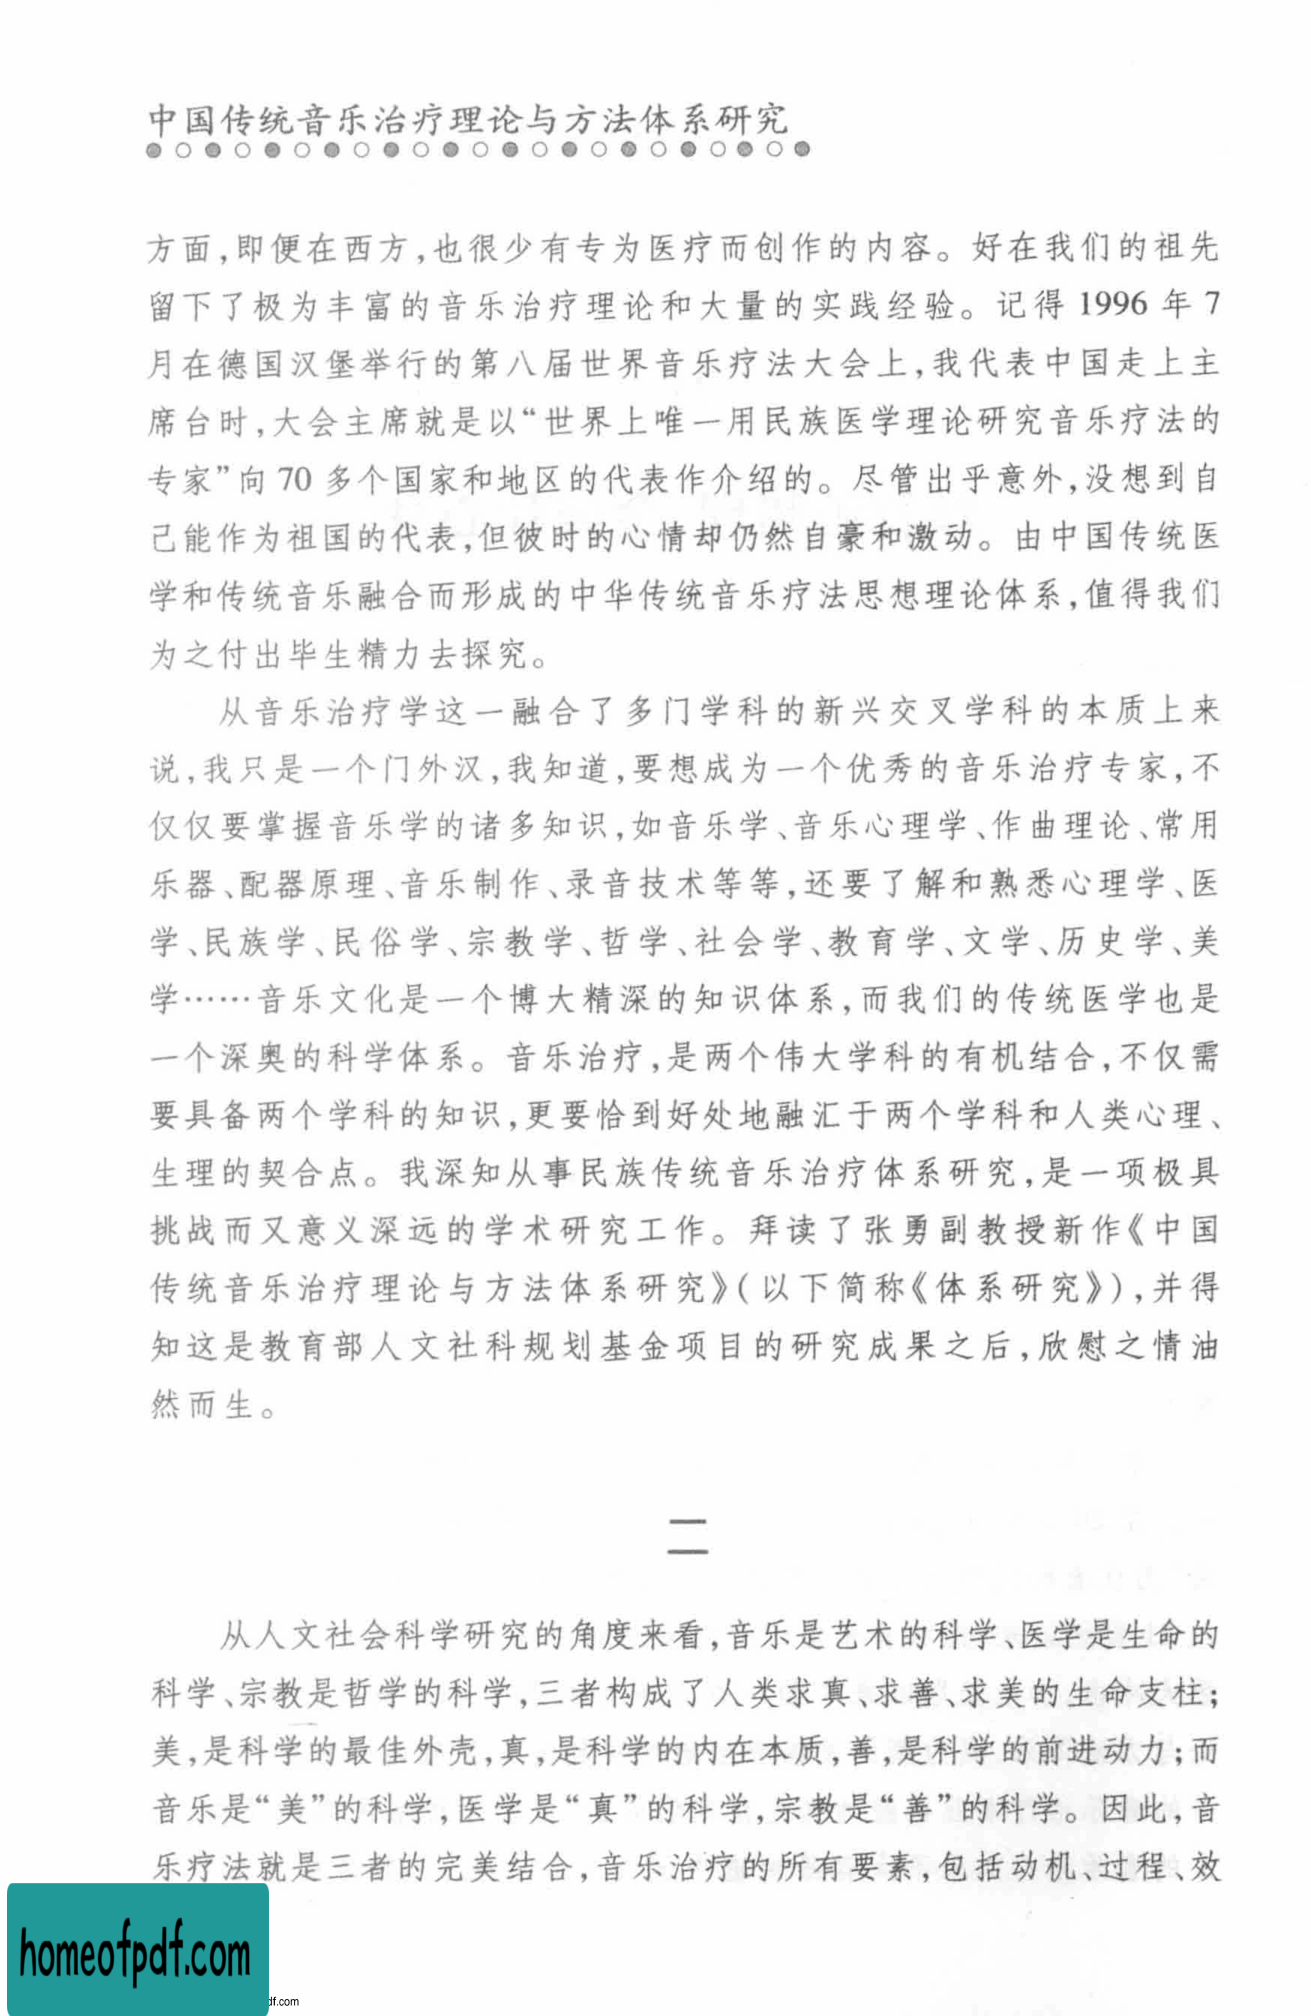 中国传统音乐治疗理论与方法体系研究
方面,即便在西方,也很少有专为医疗而创作的内容。好在我们的祖先
留下了极为丰富的音乐治疗理论和大量的实践经验。记得 1996 年 7
月在德国汉堡举行的第八届世界音乐疗法大会上,我代表中国走上主
席台时,大会主席就是以“世界上唯一用民族医学理论研究音乐疗法的
专家”向 70 多个国家和地区的代表作介绍的。尽管出乎意外,没想到自
己能作为祖国的代表,但彼时的心情却仍然自豪和激动。由中国传统医
学和传统音乐融合而形成的中华传统音乐疗法思想理论体系,值得我们
为之付出毕生精力去探究。
从音乐治疗学这一融合了多门学科的新兴交叉学科的本质上来
说,我只是一个门外汉,我知道,要想成为一个优秀的音乐治疗专家,不
仅仅要掌握音乐学的诸多知识,如音乐学、音乐心理学、作曲理论、常用
乐器、配器原理、音乐制作、录音技术等等,还要了解和熟悉心理学、医
学、民族学、民俗学、宗教学、哲学、社会学、教育学、文学、历史学、美
学……音乐文化是一个博大精深的知识体系,而我们的传统医学也是
一个深奥的科学体系。音乐治疗,是两个伟大学科的有机结合,不仅需
要具备两个学科的知识,更要恰到好处地融汇于两个学科和人类心理、
生理的契合点。我深知从事民族传统音乐治疗体系研究,是一项极具
挑战而又意义深远的学术研究工作。拜读了张勇副教授新作《中国
传统音乐治疗理论与方法体系研究》(以下简称《体系研究》),并得
知这是教育部人文社科规划基金项目的研究成果之后,欣慰之情油
然而生。
二
从人文社会科学研究的角度来看,音乐是艺术的科学、医学是生命的
科学、宗教是哲学的科学,三者构成了人类求真、求善、求美的生命支柱;
美,是科学的最佳外壳,真,是科学的内在本质,善,是科学的前进动力;而
音乐是“美”的科学,医学是“真”的科学,宗教是“善”的科学。因此,音
乐疗法就是三者的完美结合,音乐治疗的所有要素,包括动机、过程、效
homeofpdf.com
df.com